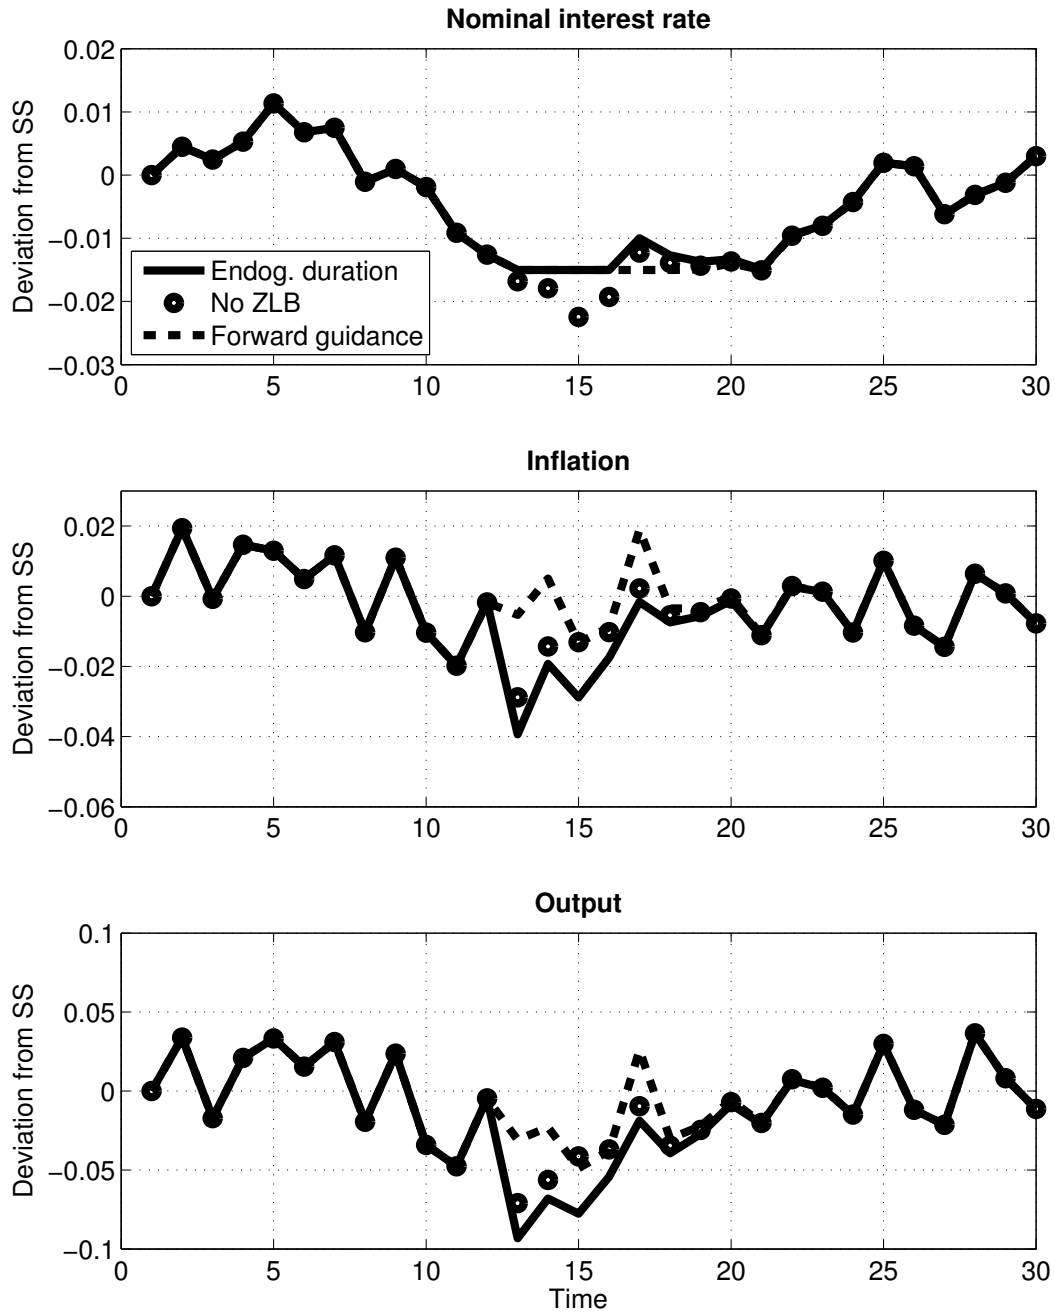 Nominal interest rate
Deviation from SS
0.02
0.01
0
−0.01
−0.02
−0.03
Endog. duration
No ZLB
Forward guidance
0 5 10 15 20 25 30
Inflation
Deviation from SS
0.02
0
−0.02
−0.04
−0.06
0 5 10 15 20 25 30
Output
Deviation from SS
0.1
0.05
0
−0.05
−0.1
0 5 10 15 20 25 30
Time